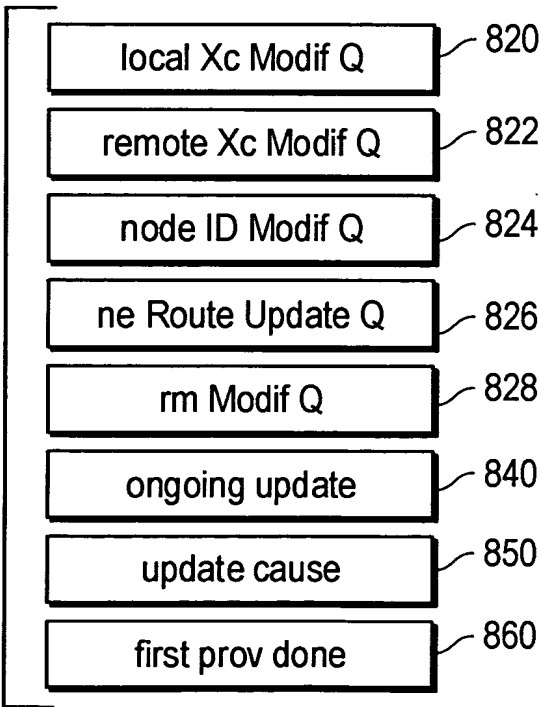 local Xc Modif Q 820
remote Xc Modif Q 822
node ID Modif Q 824
ne Route Update Q 826
rm Modif Q 828
ongoing update 840
update cause 850
first prov done 860